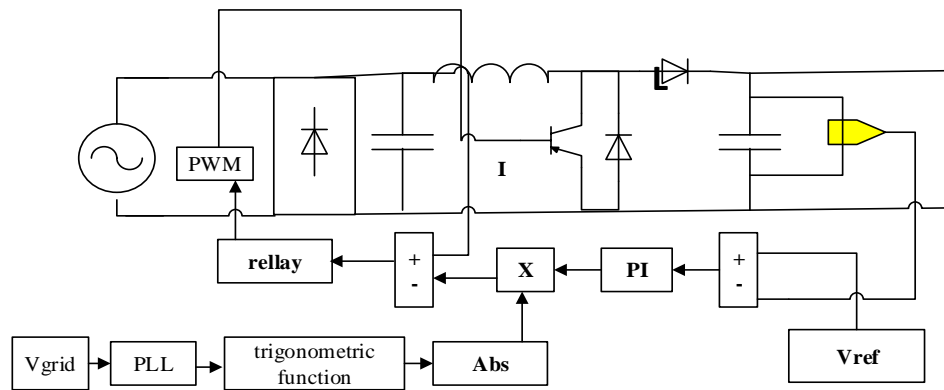 PWM
I
rellay
+
-
X
PI
+
-
Vgrid
PLL
trigonometric
function
Abs
Vref